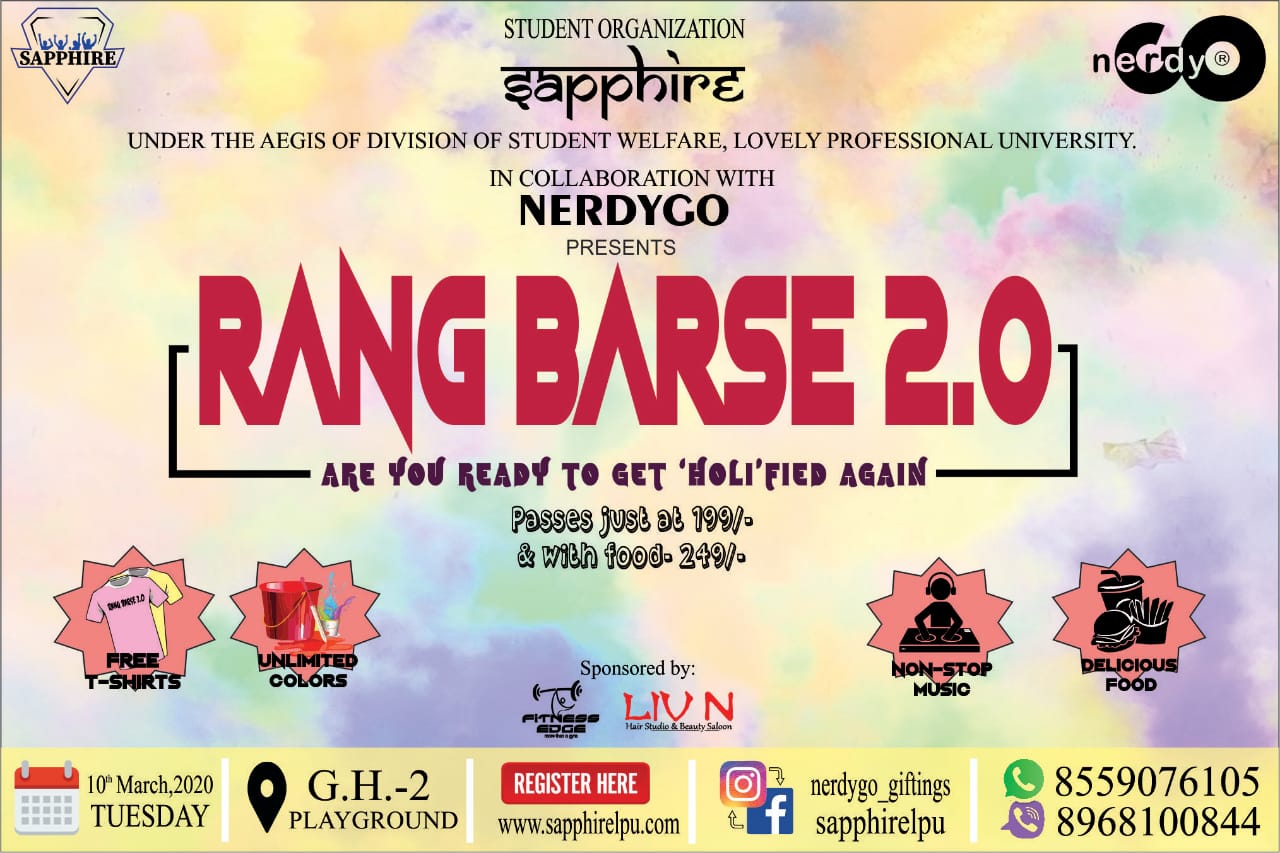 SAPPHIRE
STUDENT ORGANIZATION
sapphire
nerdy GO ®
UNDER THE AEGIS OF DIVISION OF STUDENT WELFARE, LOVELY PROFESSIONAL UNIVERSITY.
IN COLLABORATION WITH
NERDYGO
PRESENTS
RANG BARSE 2.0
ARE YOU READY TO GET ‘HOLI’FIED AGAIN
Passes just at 199/-
& with food- 249/-
RANG BARSE 2.0
FREE
T-SHIRTS
UNLIMITED
COLORS
NON-STOP
MUSIC
DELICIOUS
FOOD
Sponsored by:
FITNESS
EDGE
more than a gym
LIV N
Hair Studio & Beauty Saloon
10th March,2020
TUESDAY
G.H.-2
PLAYGROUND
REGISTER HERE
www.sapphirelpu.com
nerdygo_giftings
sapphirelpu
8559076105
8968100844